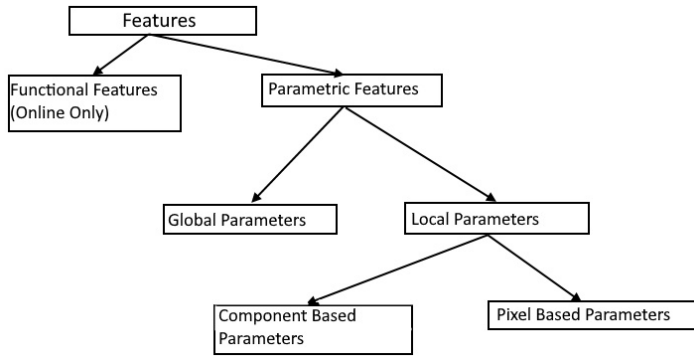 Features
Functional Features
(Online Only)
Parametric Features
Global Parameters
Local Parameters
Component Based
Parameters
Pixel Based Parameters